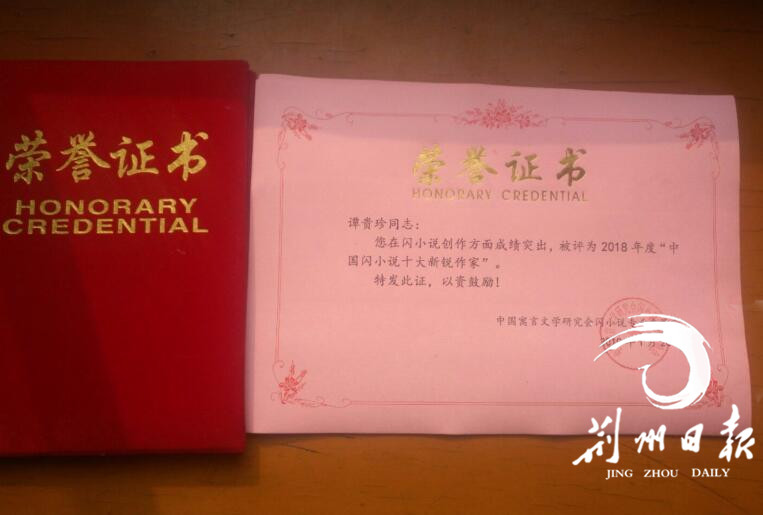 荣誉证书
HONORARY
CREDENTIAL
荣誉证书
HONORARY CREDENTIAL
谭贵珍同志：
您在闪小说创作方面成绩突出，被评为2018年度“中
国闪小说十大新锐作家”。
特发此证，以资鼓励！
中国寓言文学研究会闪小说专
荆州日报
JING ZHOU DAILY